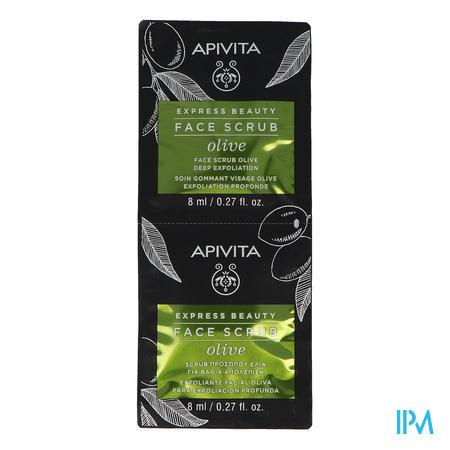 APIVITA
EXPRESS BEAUTY
FACE SCRUB
olive
FACE SCRUB OLIVE
DEEP EXFOLIATION
SOIN GOMMANT VISAGE OLIVE
EXFOLIATION PROFONDE
8 ml / 0.27 fl. oz.
APIVITA
EXPRESS BEAUTY
FACE SCRUB
olive
SCRUB ΠΡΟΣΩΠΟΥ ΕΛΙΑ
ΓΙΑ ΒΑΘΙΑ ΑΠΟΛΕΠΙΣΗ
EXFOLIANTE FACIAL OLIVA
PARA EXFOLIACIÓN PROFUNDA
8 ml / 0.27 fl. oz.
IPM